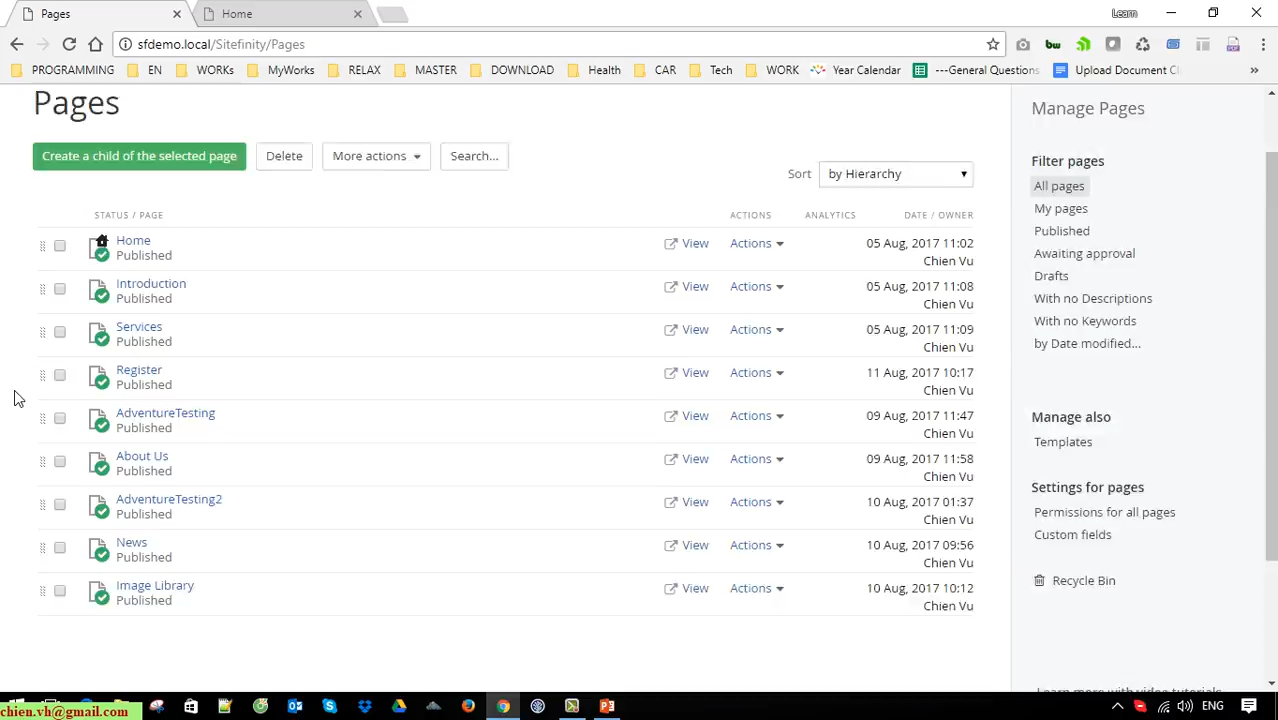 Pages
Home
Learn
sfdemo.local/Sitefinity/Pages
bw
PROGRAMMING EN WORKs MyWorks RELAX MASTER DOWNLOAD Health CAR Tech WORK Year Calendar ---General Questions Upload Document Cl »
Pages
Create a child of the selected page Delete More actions Search...
Sort by Hierarchy
STATUS / PAGE ACTIONS ANALYTICS DATE / OWNER
Home View Actions 05 Aug, 2017 11:02
Published Chien Vu
Introduction View Actions 05 Aug, 2017 11:08
Published Chien Vu
Services View Actions 05 Aug, 2017 11:09
Published Chien Vu
Register View Actions 11 Aug, 2017 10:17
Published Chien Vu
AdventureTesting View Actions 09 Aug, 2017 11:47
Published Chien Vu
About Us View Actions 09 Aug, 2017 11:58
Published Chien Vu
AdventureTesting2 View Actions 10 Aug, 2017 01:37
Published Chien Vu
News View Actions 10 Aug, 2017 09:56
Published Chien Vu
Image Library View Actions 10 Aug, 2017 10:12
Published Chien Vu
Manage Pages
Filter pages
All pages
My pages
Published
Awaiting approval
Drafts
With no Descriptions
With no Keywords
by Date modified...
Manage also
Templates
Settings for pages
Permissions for all pages
Custom fields
Recycle Bin
Learn more with video tutorials
chien.vh@gmail.com
ENG